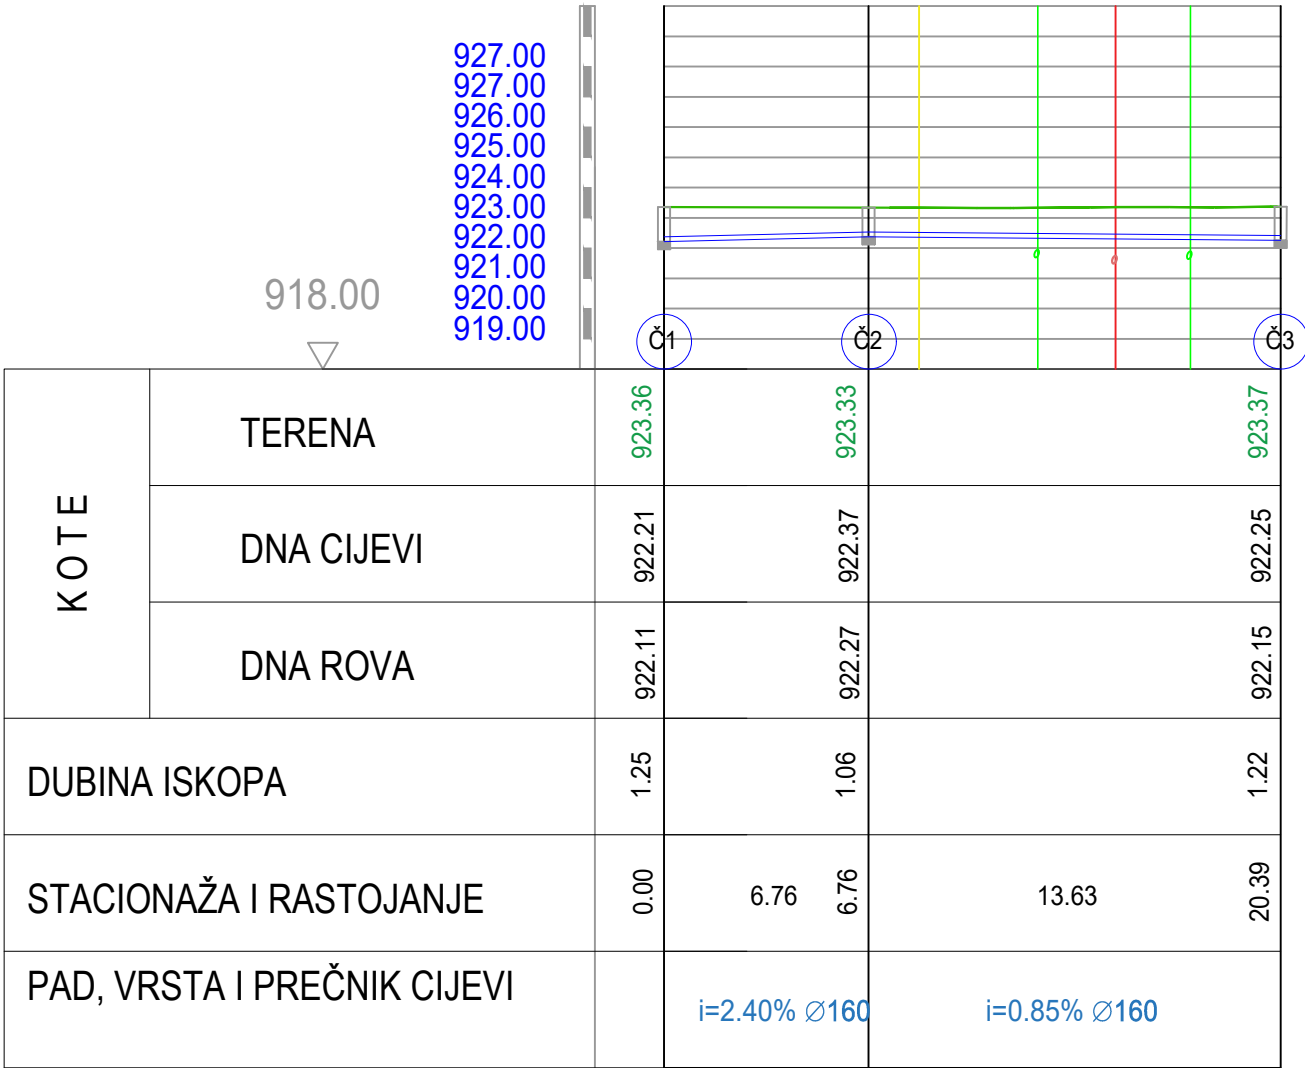 927.00
927.00
926.00
925.00
924.00
923.00
922.00
921.00
920.00
919.00
918.00
Č1 Č2 Č3
KOTE
TERENA 923.36 923.33 923.37
DNA CIJEVI 922.21 922.37 922.25
DNA ROVA 922.11 922.27 922.15
DUBINA ISKOPA 1.25 1.06 1.22
STACIONAŽA I RASTOJANJE 0.00 6.76 6.76 13.63 20.39
PAD, VRSTA I PREČNIK CIJEVI
i=2.40% ∅160 i=0.85% ∅160